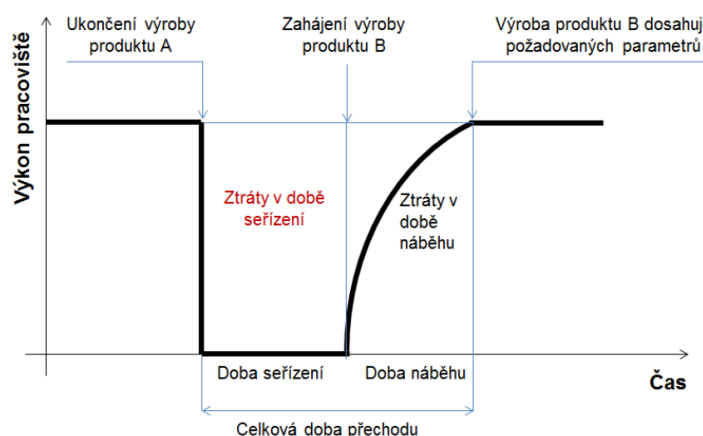 Ukončení výroby
produktu A
Zahájení výroby
produktu B
Výroba produktu B dosahuj
požadovaných parametrů
Výkon pracoviště
Ztráty v době
seřízení
Ztráty v
době
náběhu
Doba seřízení
Doba náběhu
Čas
Celková doba přechodu